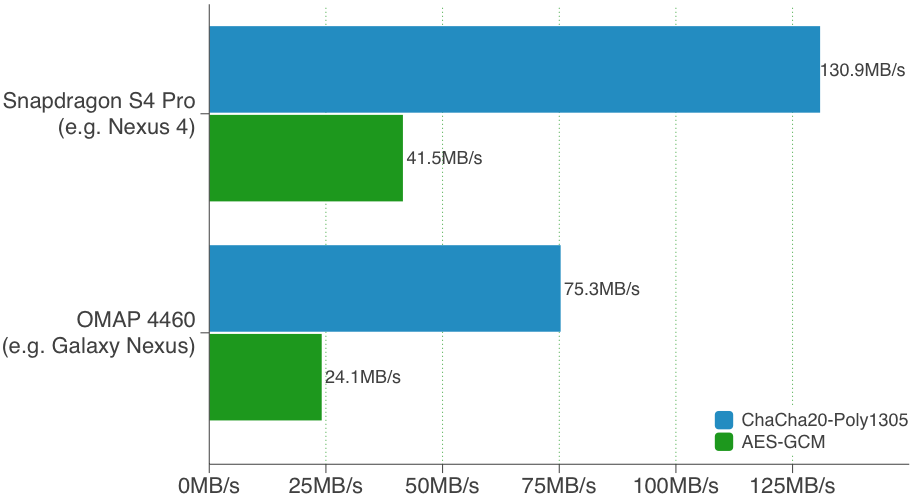 130.9MB/s
Snapdragon S4 Pro
(e.g. Nexus 4)
41.5MB/s
75.3MB/s
OMAP 4460
(e.g. Galaxy Nexus)
24.1MB/s
ChaCha20-Poly1305
AES-GCM
0MB/s 25MB/s 50MB/s 75MB/s 100MB/s 125MB/s